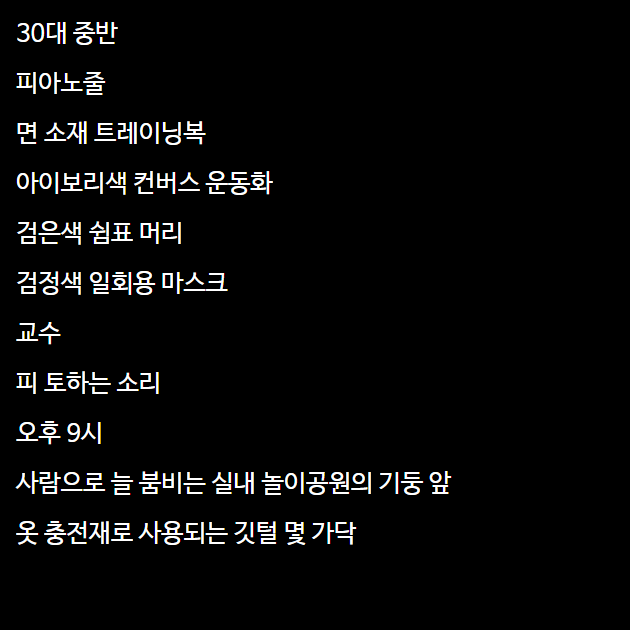 30대 중반
피아노줄
면 소재 트레이닝복
아이보리색 컨버스 운동화
검은색 쉼표 머리
검정색 일회용 마스크
교수
피 토하는 소리
오후 9시
사람으로 늘 붐비는 실내 놀이공원의 기둥 앞
옷 충전재로 사용되는 깃털 몇 가닥